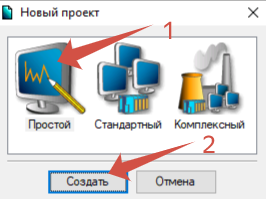 Новый проект
1
Простой Стандартный Комплексный
2
Создать Отмена